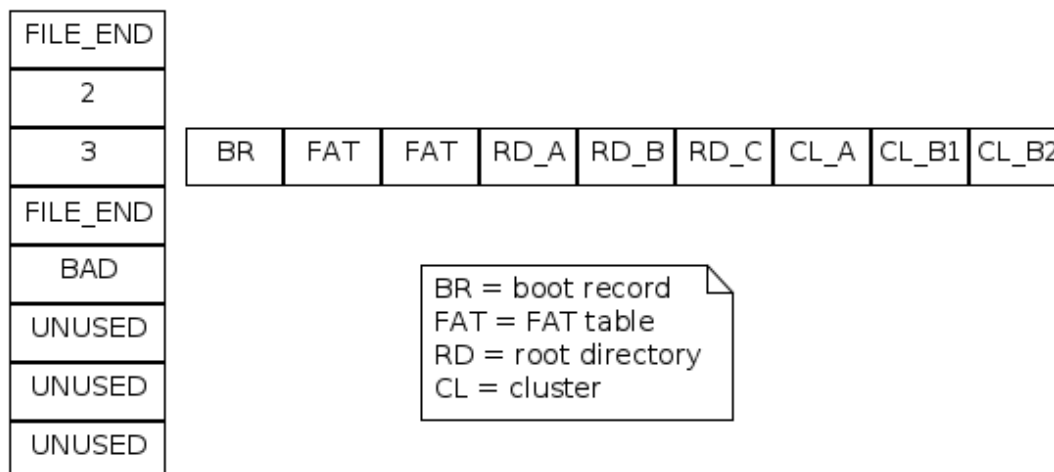 FILE_END
2
3
FILE_END
BAD
UNUSED
UNUSED
UNUSED
BR FAT FAT RD_A RD_B RD_C CL_A CL_B1 CL_B2
BR = boot record
FAT = FAT table
RD = root directory
CL = cluster